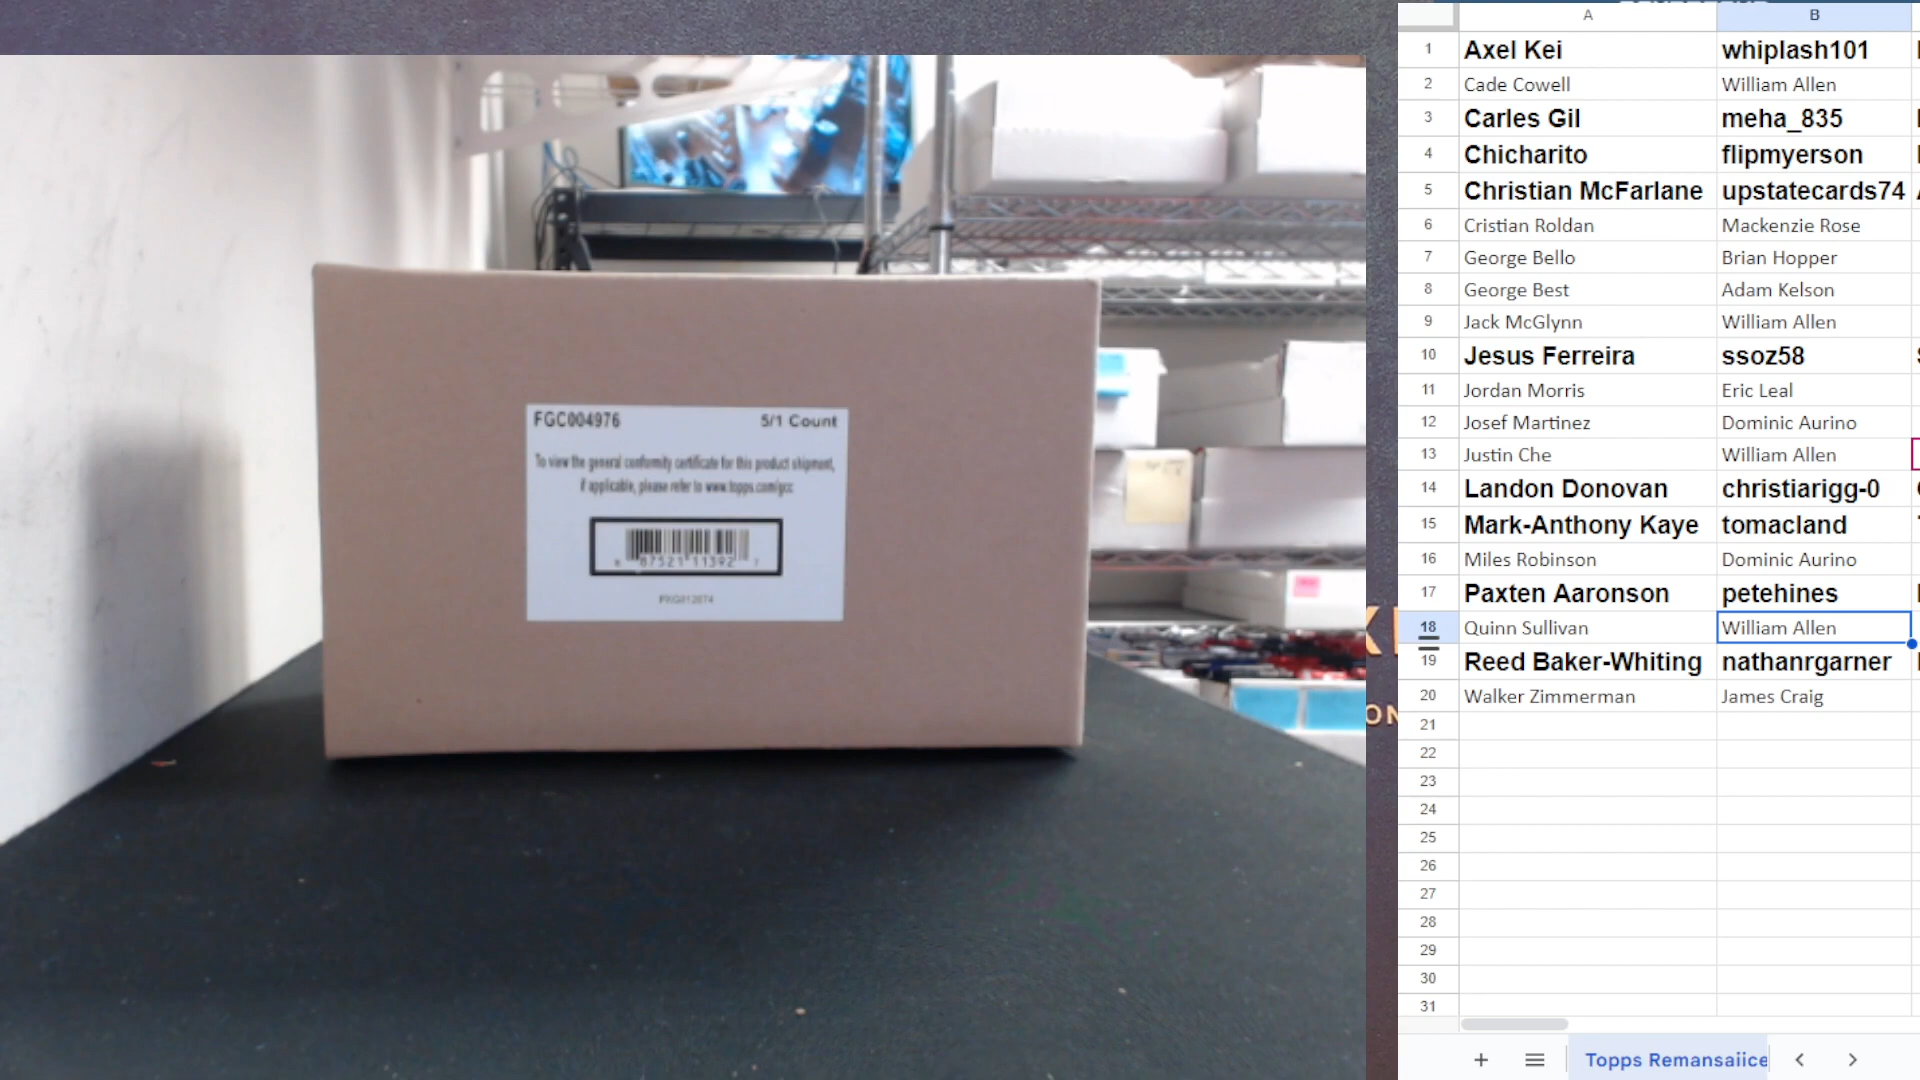 FGC004976 5/1 Count
To view the general conformity certificate for this product shipment,
if applicable, please refer to www.topps.com/gcc
87521 11392 7
A B
1 Axel Kei whiplash101
2 Cade Cowell William Allen
3 Carles Gil meha_835
4 Chicharito flipmyerson
5 Christian McFarlane upstatecards74
6 Cristian Roldan Mackenzie Rose
7 George Bello Brian Hopper
8 George Best Adam Kelson
9 Jack McGlynn William Allen
10 Jesus Ferreira ssoz58
11 Jordan Morris Eric Leal
12 Josef Martinez Dominic Aurino
13 Justin Che William Allen
14 Landon Donovan christiarigg-0
15 Mark-Anthony Kaye tomacland
16 Miles Robinson Dominic Aurino
17 Paxten Aaronson petehines
18 Quinn Sullivan William Allen
19 Reed Baker-Whiting nathanrgarner
20 Walker Zimmerman James Craig
21
22
23
24
25
26
27
28
29
30
31
Topps Remansaiice